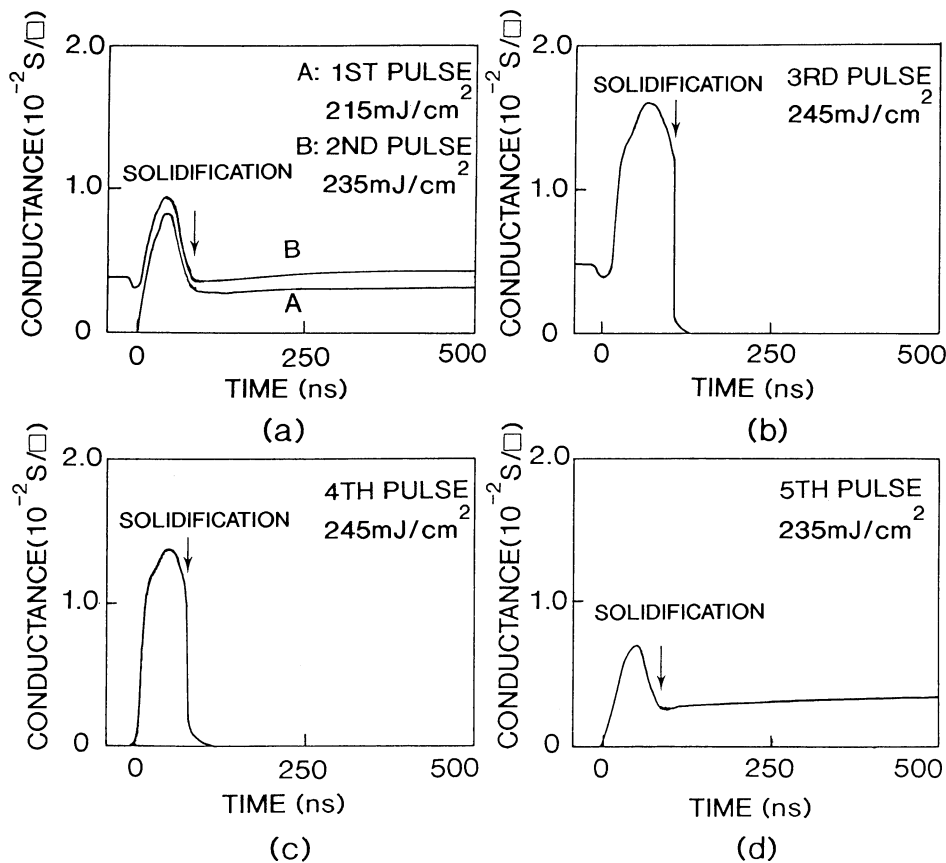 CONDUCTANCE(10⁻²S/□)
2.0
1.0
0
A: 1ST PULSE
215mJ/cm²
B: 2ND PULSE
235mJ/cm²
SOLIDIFICATION
B
A
0
250
500
TIME (ns)
(a)
CONDUCTANCE(10⁻²S/□)
2.0
1.0
0
SOLIDIFICATION
3RD PULSE
245mJ/cm²
0
250
500
TIME (ns)
(b)
CONDUCTANCE(10⁻²S/□)
2.0
1.0
0
4TH PULSE
245mJ/cm²
SOLIDIFICATION
0
250
500
TIME (ns)
(c)
CONDUCTANCE(10⁻²S/□)
2.0
1.0
0
5TH PULSE
235mJ/cm²
SOLIDIFICATION
0
250
500
TIME (ns)
(d)